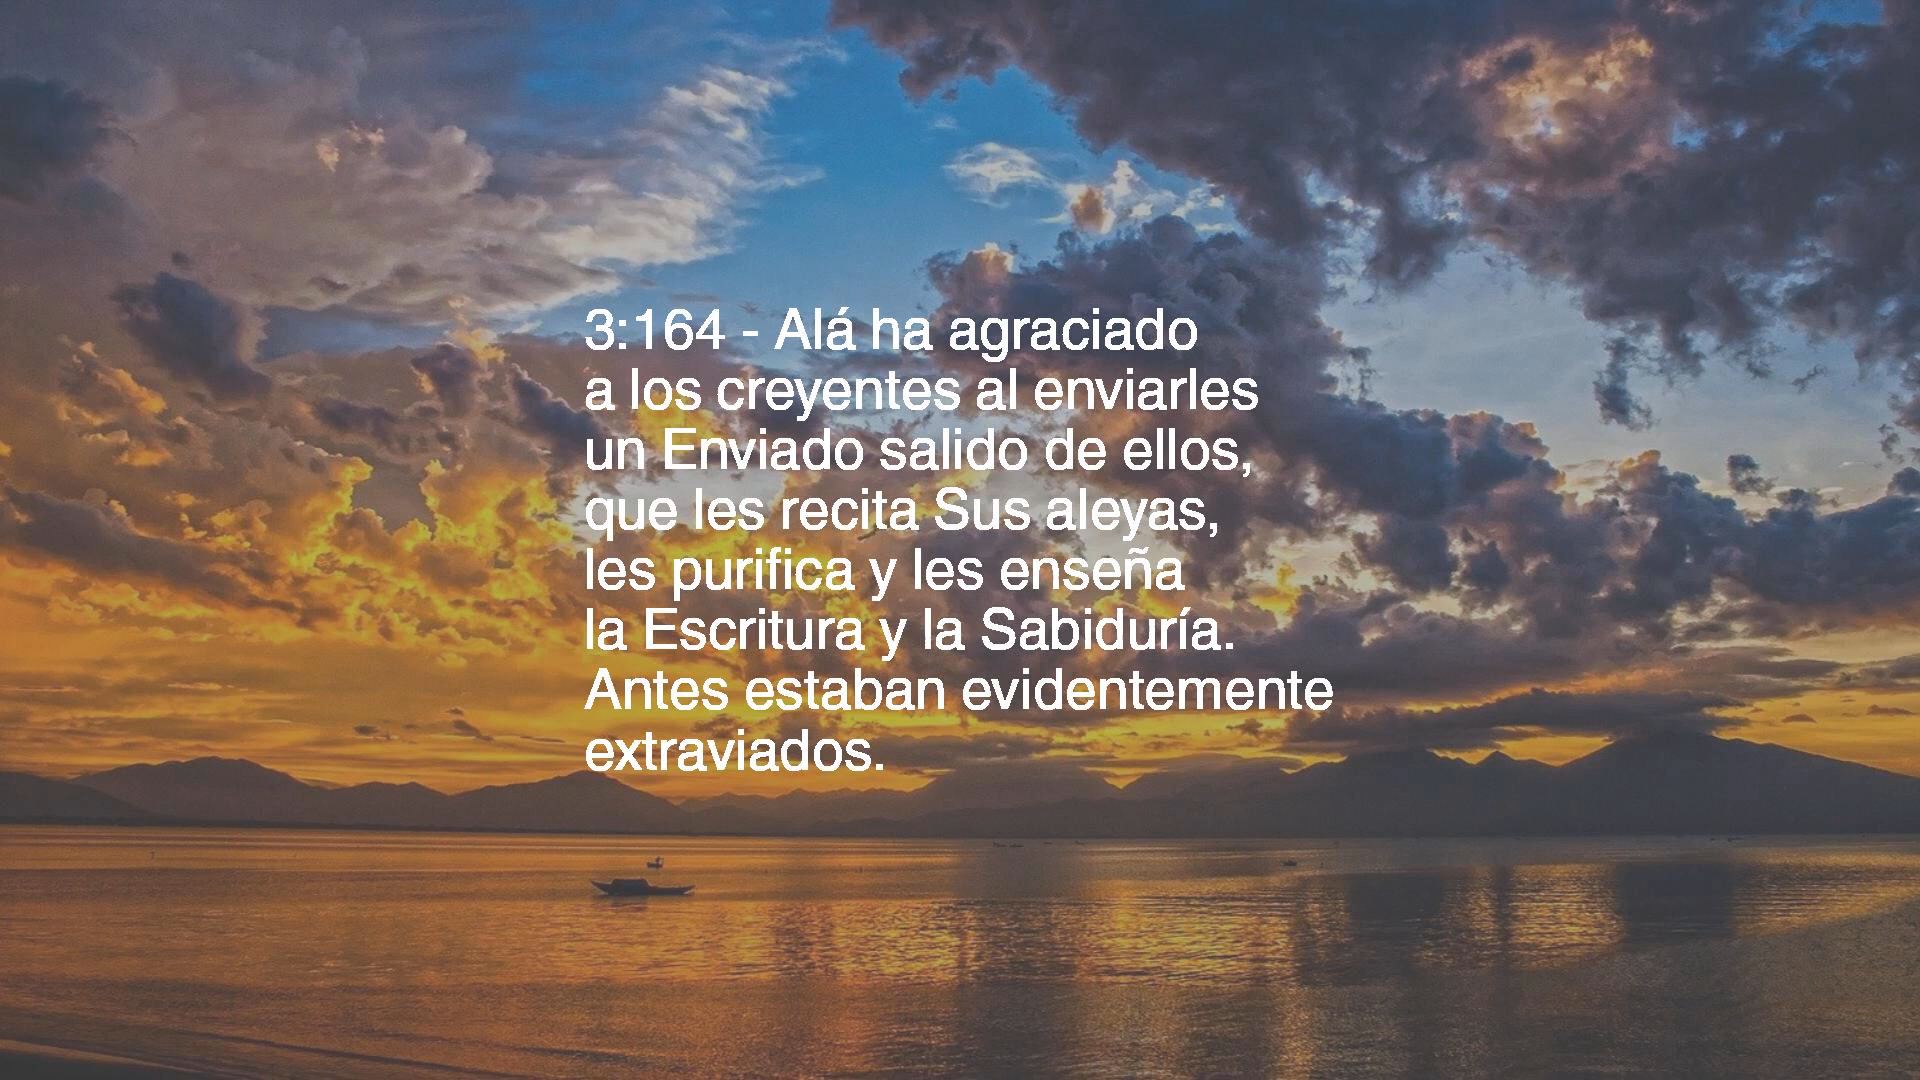 3:164 - Alá ha agraciado
a los creyentes al enviarles
un Enviado salido de ellos,
que les recita Sus aleyas,
les purifica y les enseña
la Escritura y la Sabiduría.
Antes estaban evidentemente
extraviados.